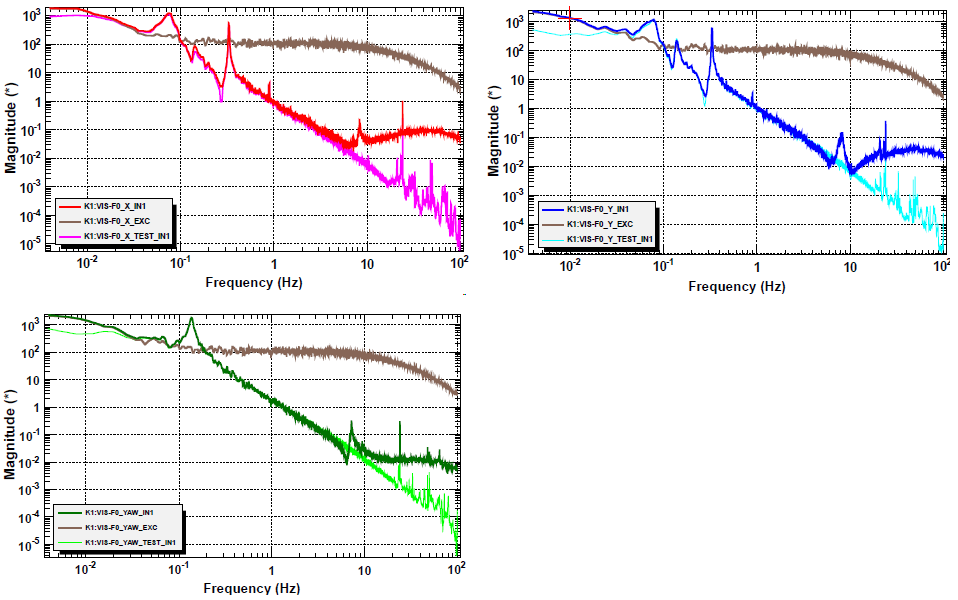 10³
10²
10
1
10⁻¹
10⁻²
10⁻³
10⁻⁴
10⁻⁵
Magnitude (*)
K1:VIS-F0_X_IN1
K1:VIS-F0_X_EXC
K1:VIS-F0_X_TEST_IN1
10⁻² 10⁻¹ 1 10 10²
Frequency (Hz)
10³
10²
10
1
10⁻¹
10⁻²
10⁻³
10⁻⁴
10⁻⁵
Magnitude (*)
K1:VIS-F0_Y_IN1
K1:VIS-F0_Y_EXC
K1:VIS-F0_Y_TEST_IN1
10⁻² 10⁻¹ 1 10 10²
Frequency (Hz)
10³
10²
10
1
10⁻¹
10⁻²
10⁻³
10⁻⁴
10⁻⁵
Magnitude (*)
K1:VIS-F0_YAW_IN1
K1:VIS-F0_YAW_EXC
K1:VIS-F0_YAW_TEST_IN1
10⁻² 10⁻¹ 1 10 10²
Frequency (Hz)